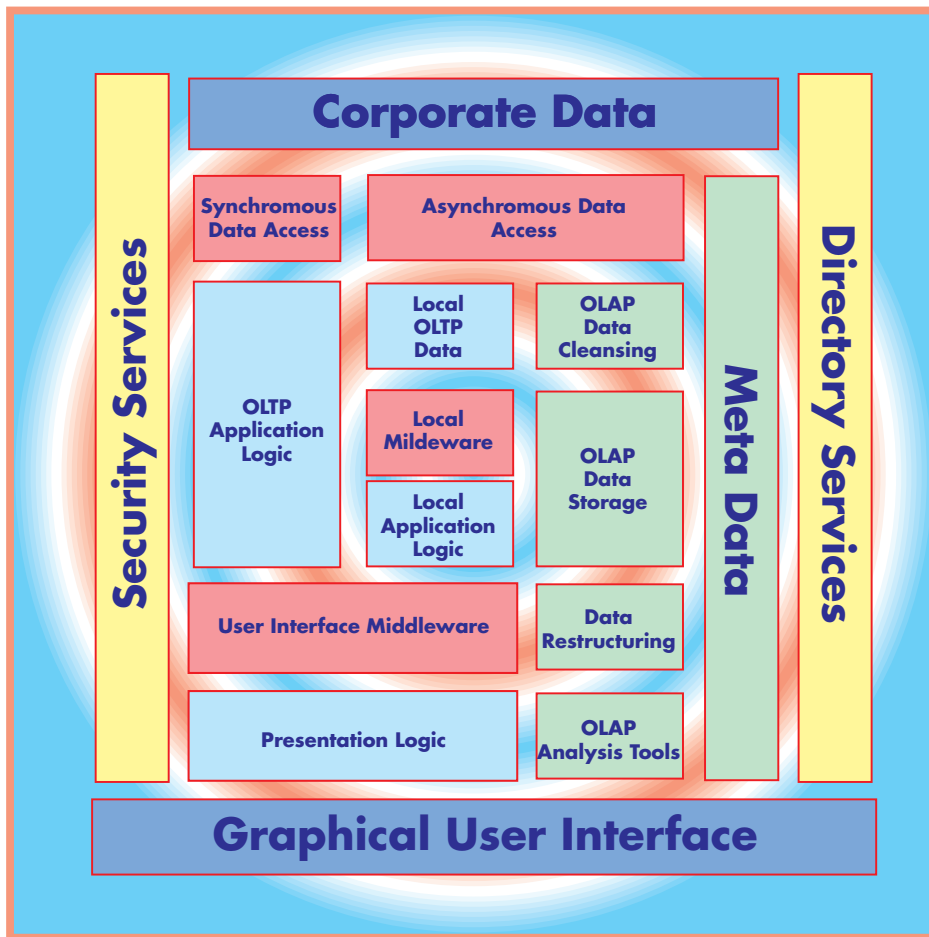 Corporate Data
Security Services
Synchromous
Data Access
Asynchromous Data
Access
Meta Data
Directory Services
OLTP
Application
Logic
Local
OLTP
Data
OLAP
Data
Cleansing
Local
Mildeware
OLAP
Data
Storage
Local
Application
Logic
User Interface Middleware
Data
Restructuring
Presentation Logic
OLAP
Analysis Tools
Graphical User Interface